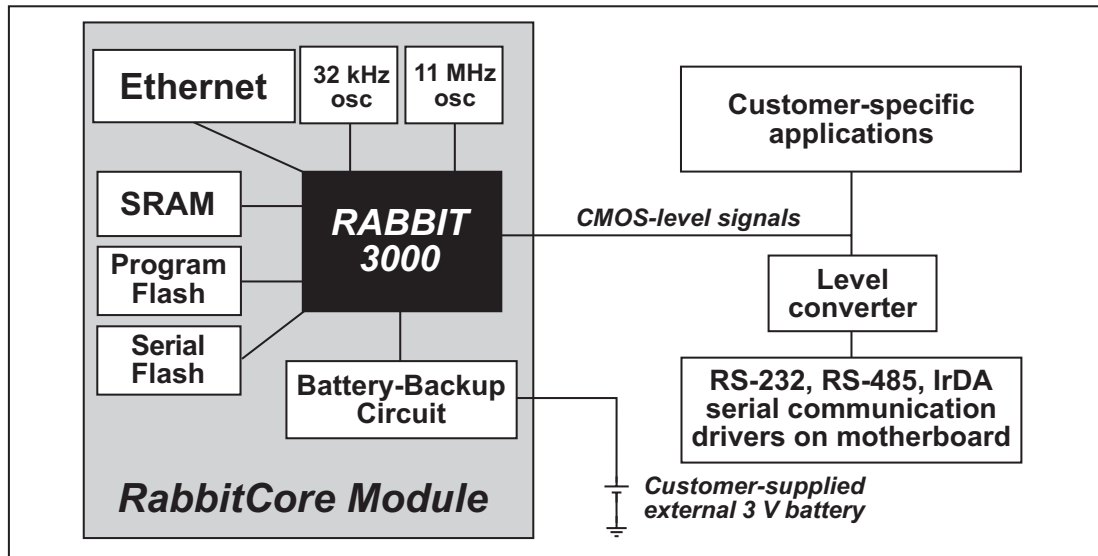 Ethernet
32 kHz
osc
11 MHz
osc
Customer-specific
applications
SRAM
RABBIT
3000
CMOS-level signals
Program
Flash
Level
converter
Serial
Flash
Battery-Backup
Circuit
RS-232, RS-485, IrDA
serial communication
drivers on motherboard
RabbitCore Module
Customer-supplied
external 3 V battery